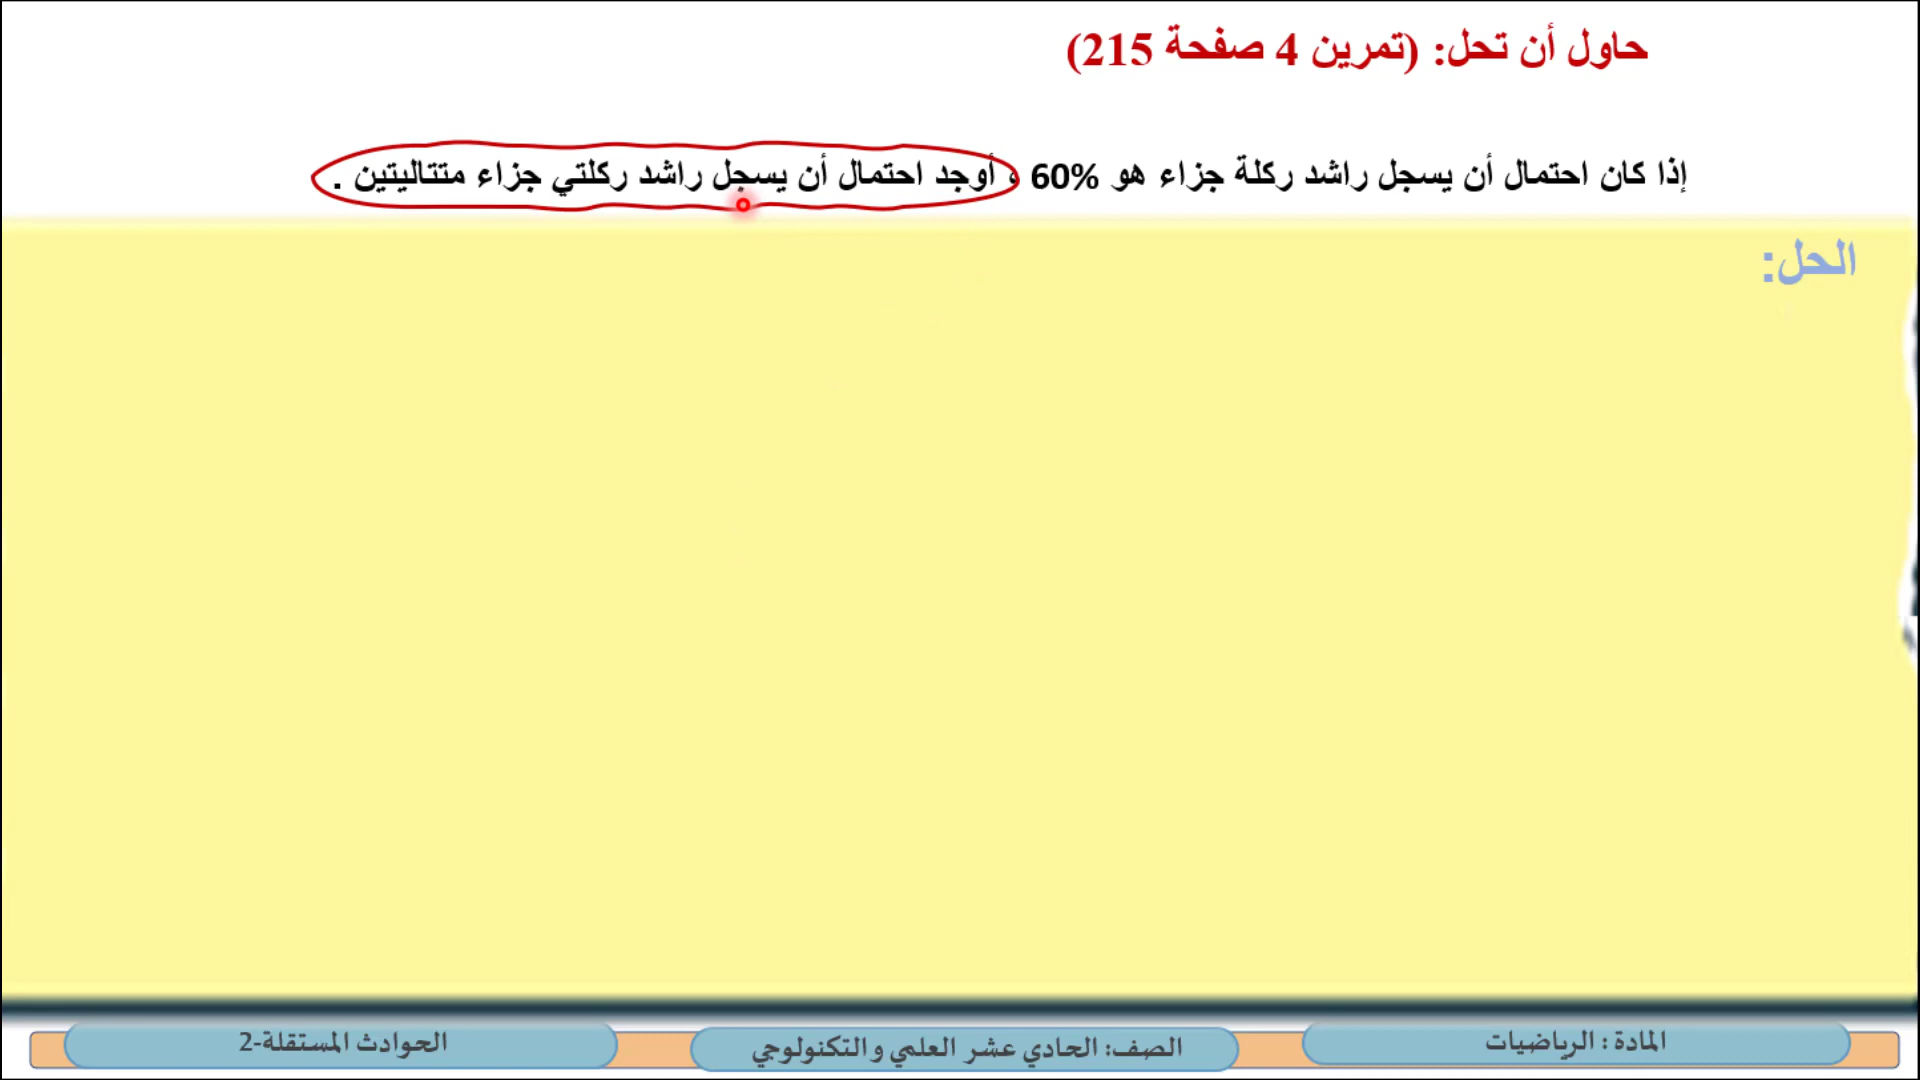 حاول أن تحل: (تمرين 4 صفحة 215)
إذا كان احتمال أن يسجل راشد ركلة جزاء هو 60% ، أوجد احتمال أن يسجل راشد ركلتي جزاء متتاليتين .
الحل:
المادة : الرياضيات
الصف: الحادي عشر العلمي والتكنولوجي
الحوادث المستقلة-2